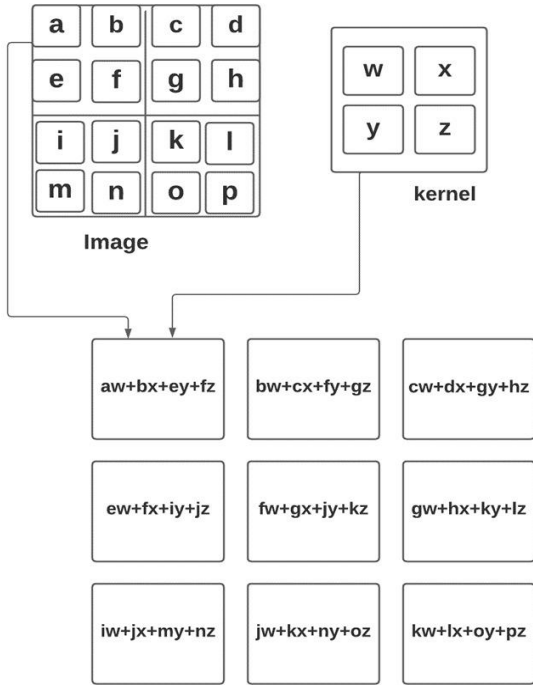 a b c d
w x
e f g h
y z
i j k l
m n o p
kernel
Image
aw+bx+ey+fz bw+cx+fy+gz cw+dx+gy+hz
ew+fx+iy+jz fw+gx+jy+kz gw+hx+ky+lz
iw+jx+my+nz jw+kx+ny+oz kw+lx+oy+pz